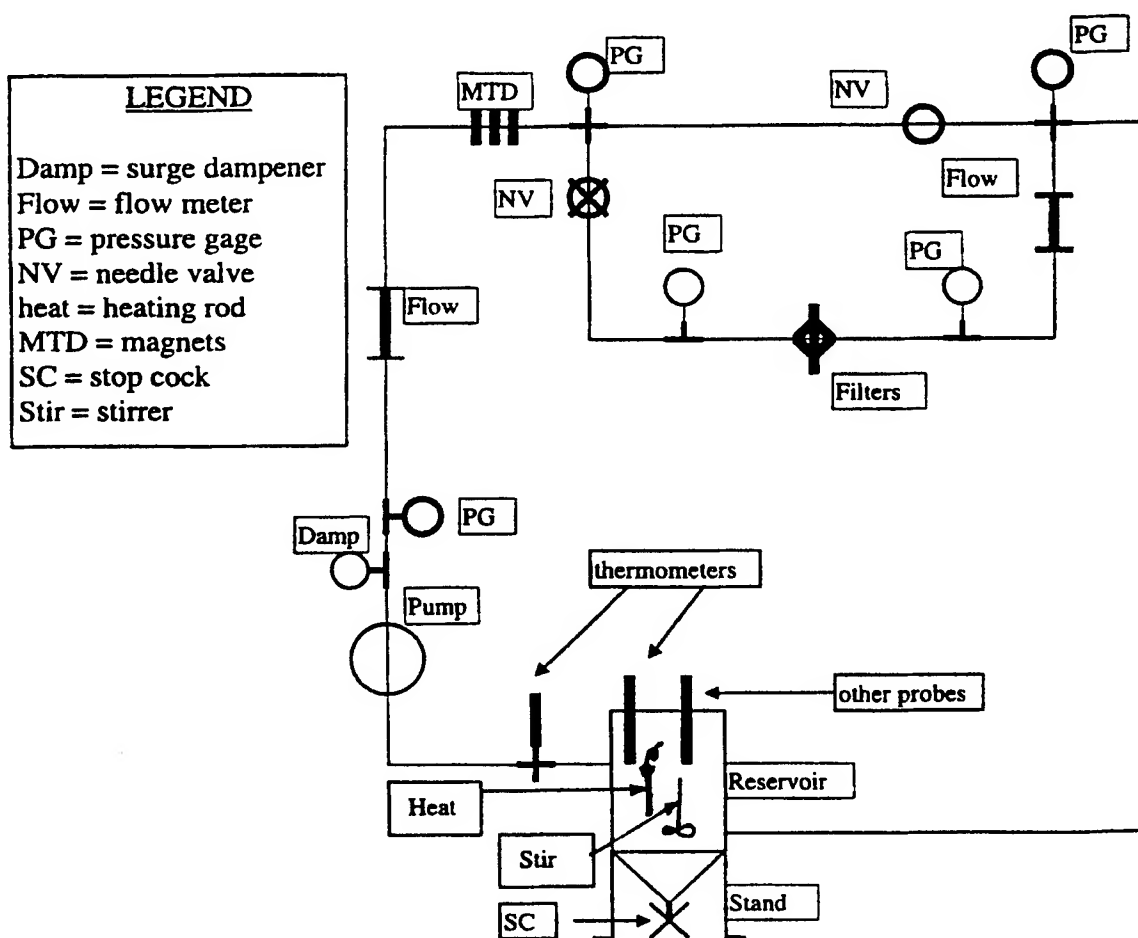 LEGEND
Damp = surge dampener
Flow = flow meter
PG = pressure gage
NV = needle valve
heat = heating rod
MTD = magnets
SC = stop cock
Stir = stirrer
PG
PG
MTD
NV
NV
Flow
PG
PG
Flow
Filters
PG
Damp
thermometers
Pump
other probes
Heat
Reservoir
Stir
SC
Stand